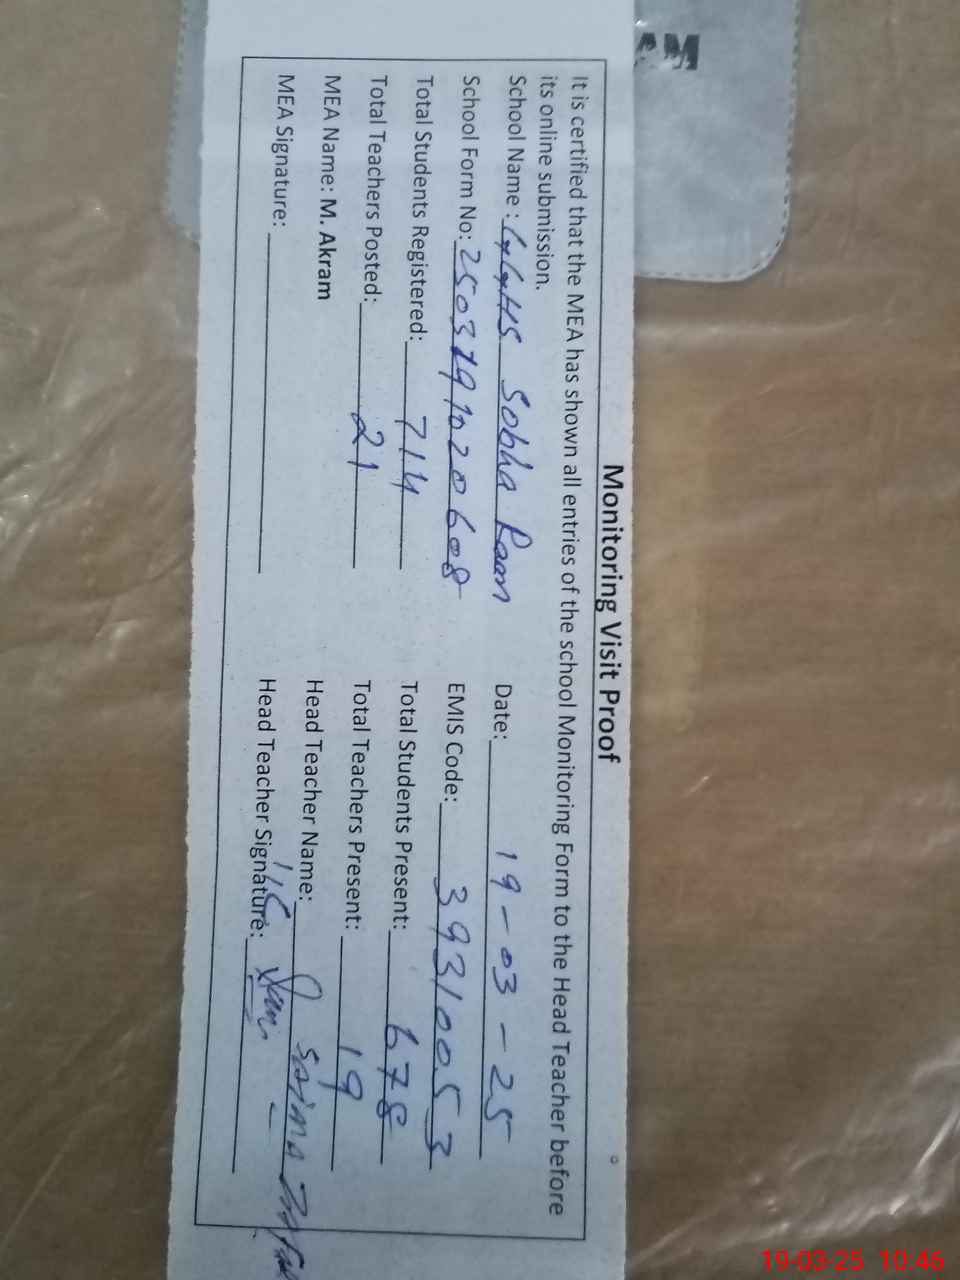 Monitoring Visit Proof
It is certified that the MEA has shown all entries of the school Monitoring Form to the Head Teacher before
its online submission.
School Name : GGHS Sobha Raam Date: 19-03-25
School Form No: 2503191020608 EMIS Code: 39310053
Total Students Registered: 714 Total Students Present: 678
Total Teachers Posted: 21 Total Teachers Present: 19
MEA Name: M. Akram Head Teacher Name: Saima
MEA Signature: Head Teacher Signature:
19-03-25 10:46